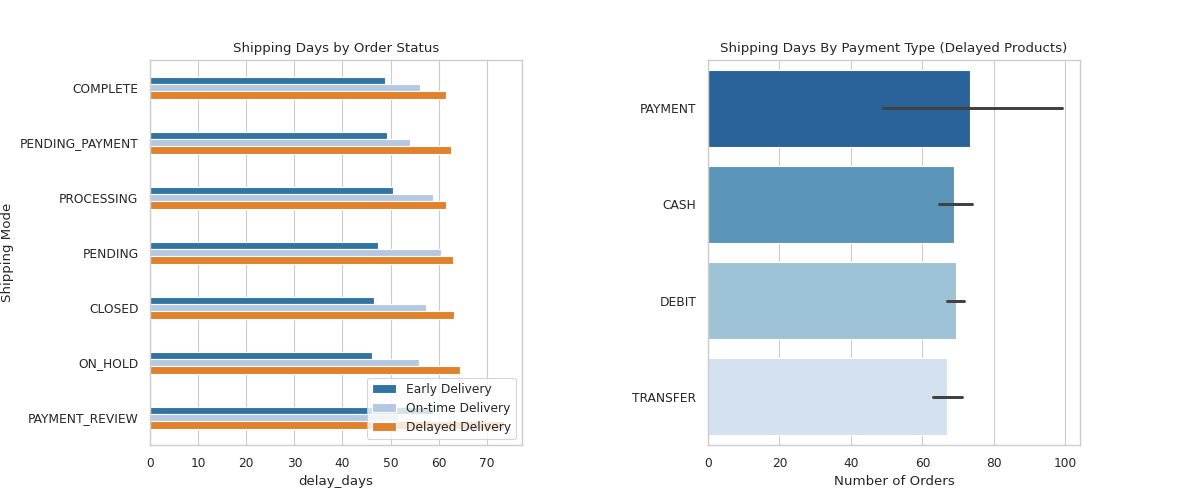 Shipping Days by Order Status
Shipping Mode
COMPLETE
PENDING_PAYMENT
PROCESSING
PENDING
CLOSED
ON_HOLD
PAYMENT_REVIEW
Early Delivery
On-time Delivery
Delayed Delivery
0 10 20 30 40 50 60 70
delay_days
Shipping Days By Payment Type (Delayed Products)
PAYMENT
CASH
DEBIT
TRANSFER
0 20 40 60 80 100
Number of Orders